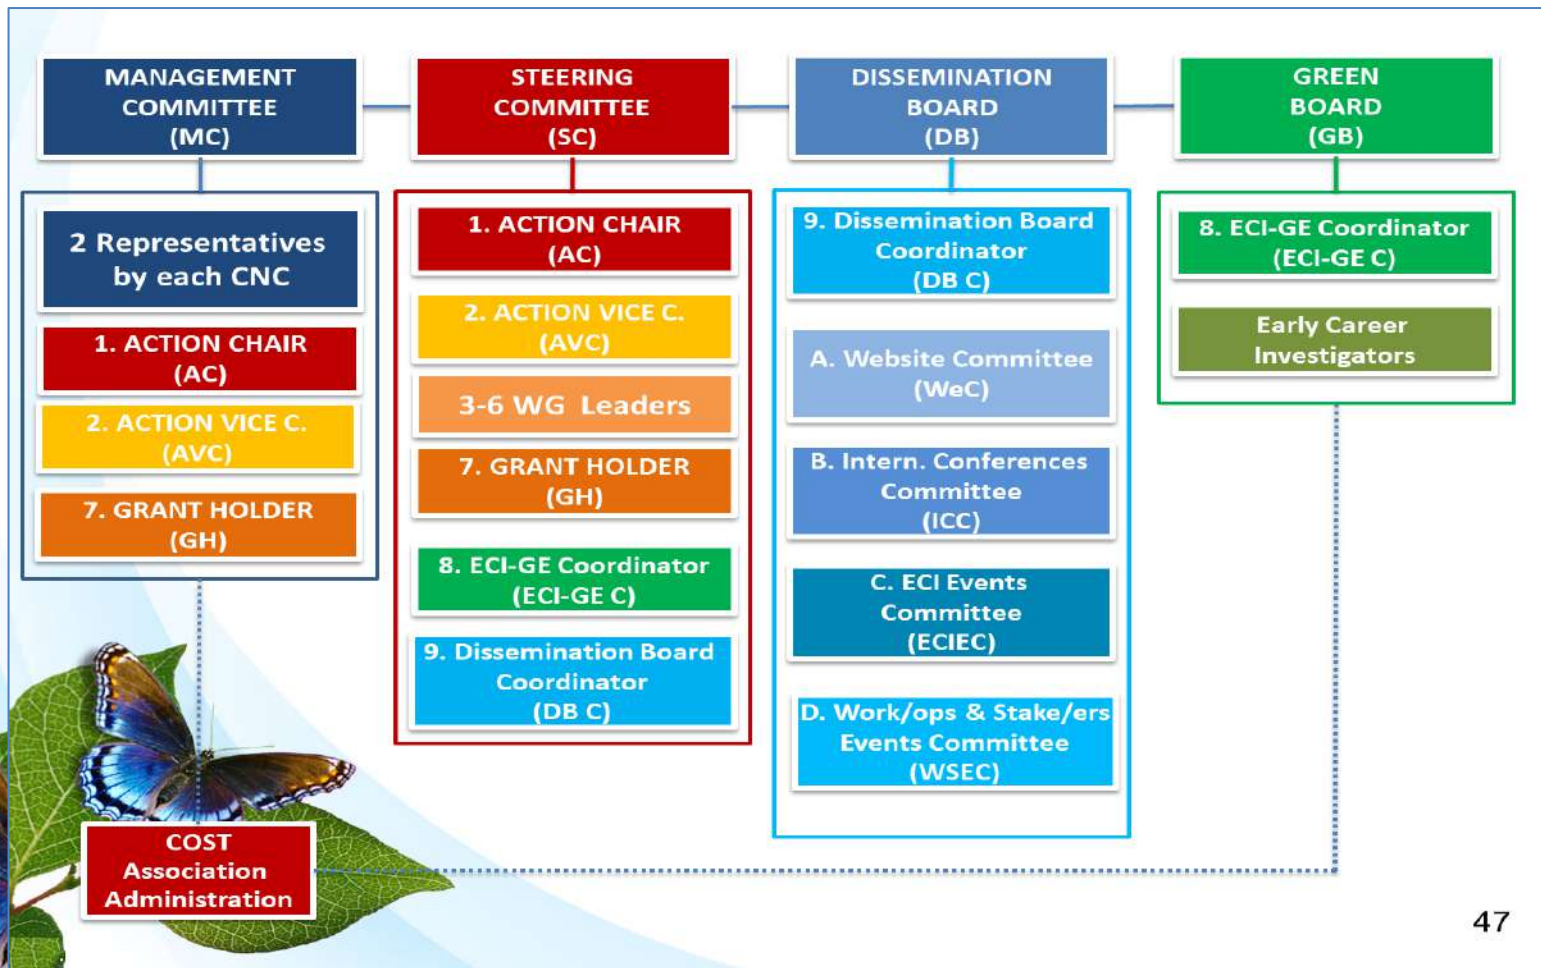 MANAGEMENT
COMMITTEE
(MC)
STEERING
COMMITTEE
(SC)
DISSEMINATION
BOARD
(DB)
GREEN
BOARD
(GB)
2 Representatives
by each CNC
1. ACTION CHAIR
(AC)
2. ACTION VICE C.
(AVC)
7. GRANT HOLDER
(GH)
1. ACTION CHAIR
(AC)
2. ACTION VICE C.
(AVC)
3-6 WG Leaders
7. GRANT HOLDER
(GH)
8. ECI-GE Coordinator
(ECI-GE C)
9. Dissemination Board
Coordinator
(DB C)
9. Dissemination Board
Coordinator
(DB C)
A. Website Committee
(WeC)
B. Intern. Conferences
Committee
(ICC)
C. ECI Events
Committee
(ECIEC)
D. Work/ops & Stake/ers
Events Committee
(WSEC)
8. ECI-GE Coordinator
(ECI-GE C)
Early Career
Investigators
COST
Association
Administration
47